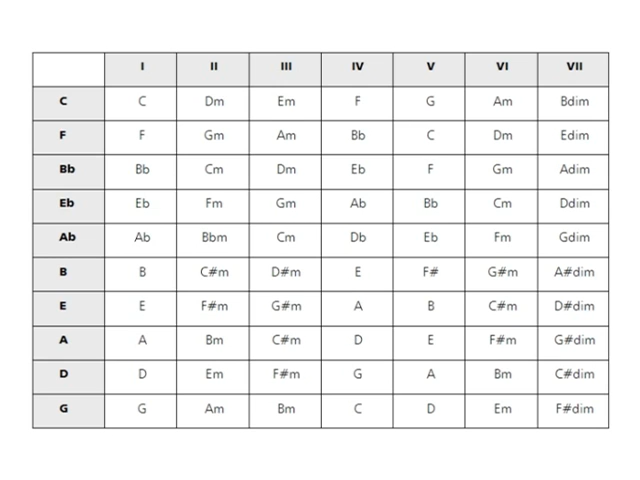 I II III IV V VI VII
C C Dm Em F G Am Bdim
F F Gm Am Bb C Dm Edim
Bb Bb Cm Dm Eb F Gm Adim
Eb Eb Fm Gm Ab Bb Cm Ddim
Ab Ab Bbm Cm Db Eb Fm Gdim
B B C#m D#m E F# G#m A#dim
E E F#m G#m A B C#m D#dim
A A Bm C#m D E F#m G#dim
D D Em F#m G A Bm C#dim
G G Am Bm C D Em F#dim